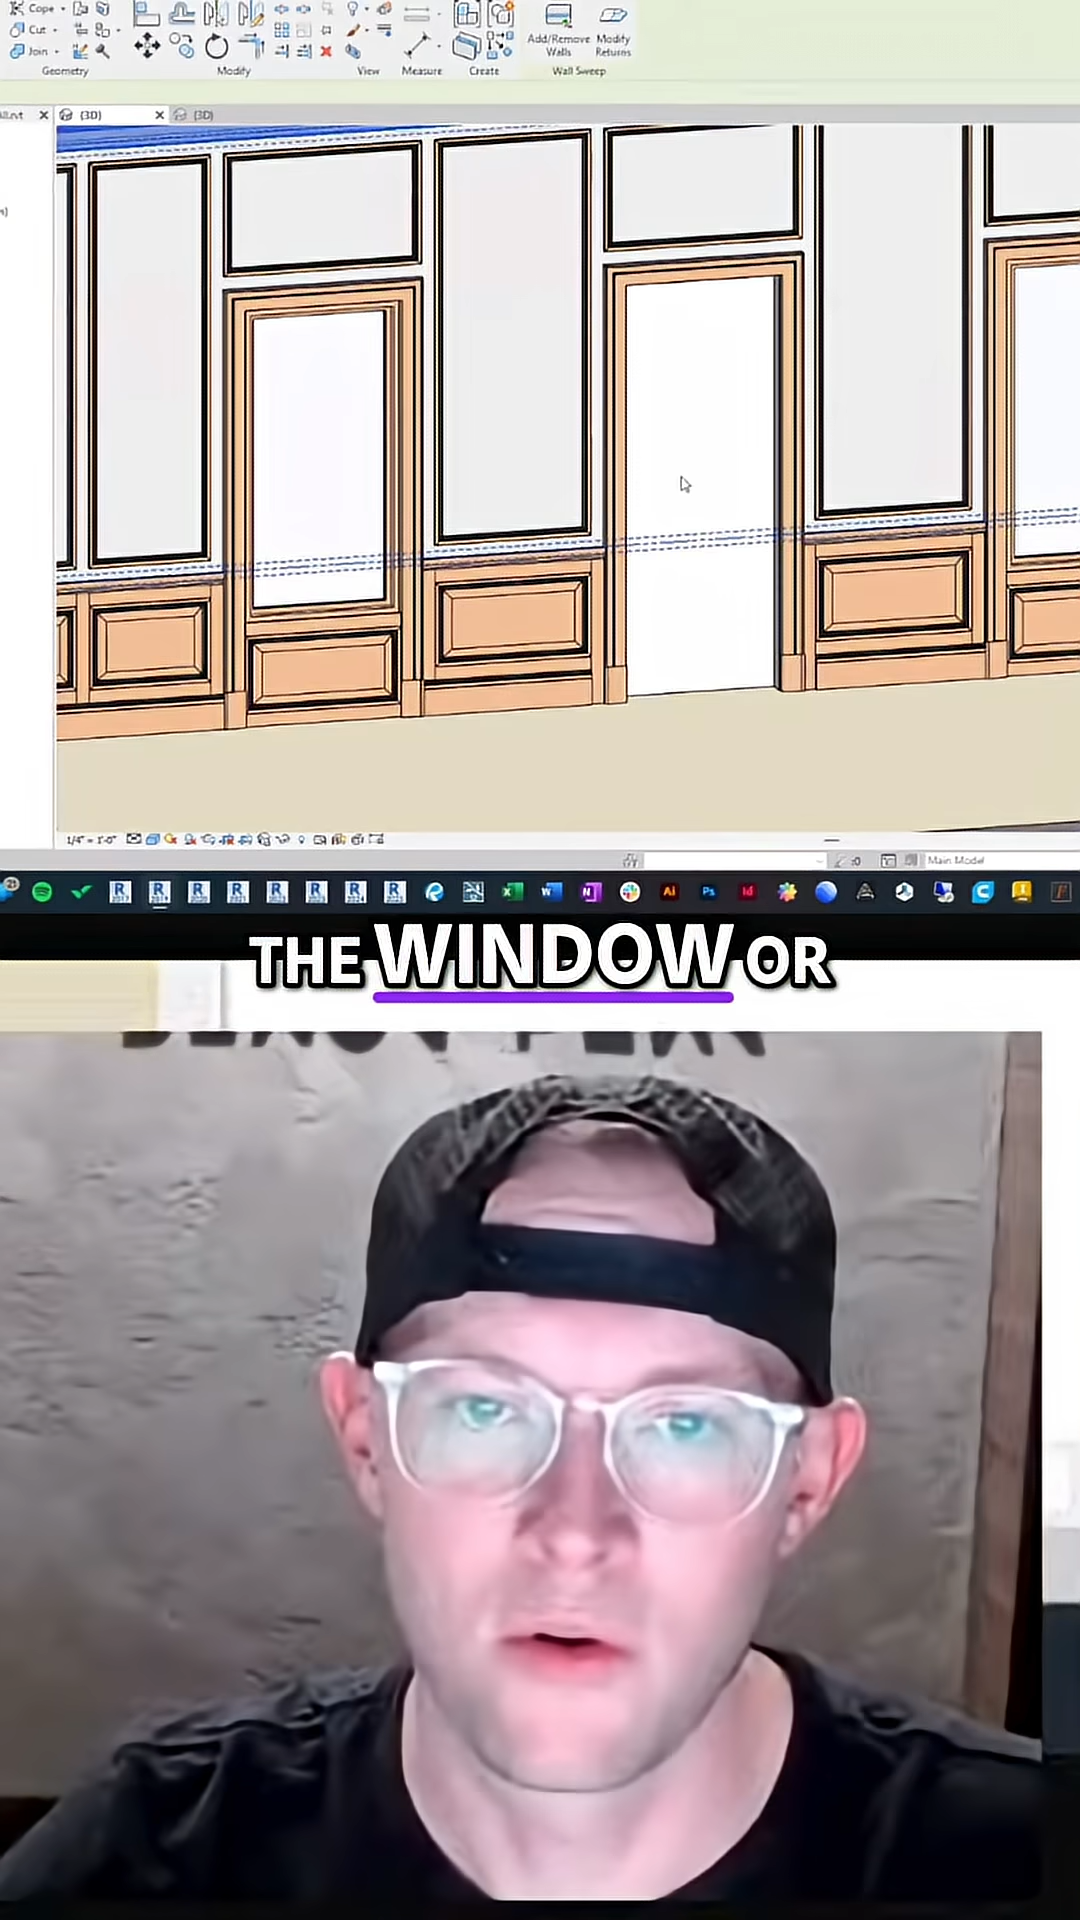 Cope
Cut
Join
Add/Remove
Walls
Modify
Returns
Geometry
Modify
View
Measure
Create
Wall Sweep
(3D)
(3D)
1/4" = 1'-0"
:0
Main Model
THE WINDOW OR